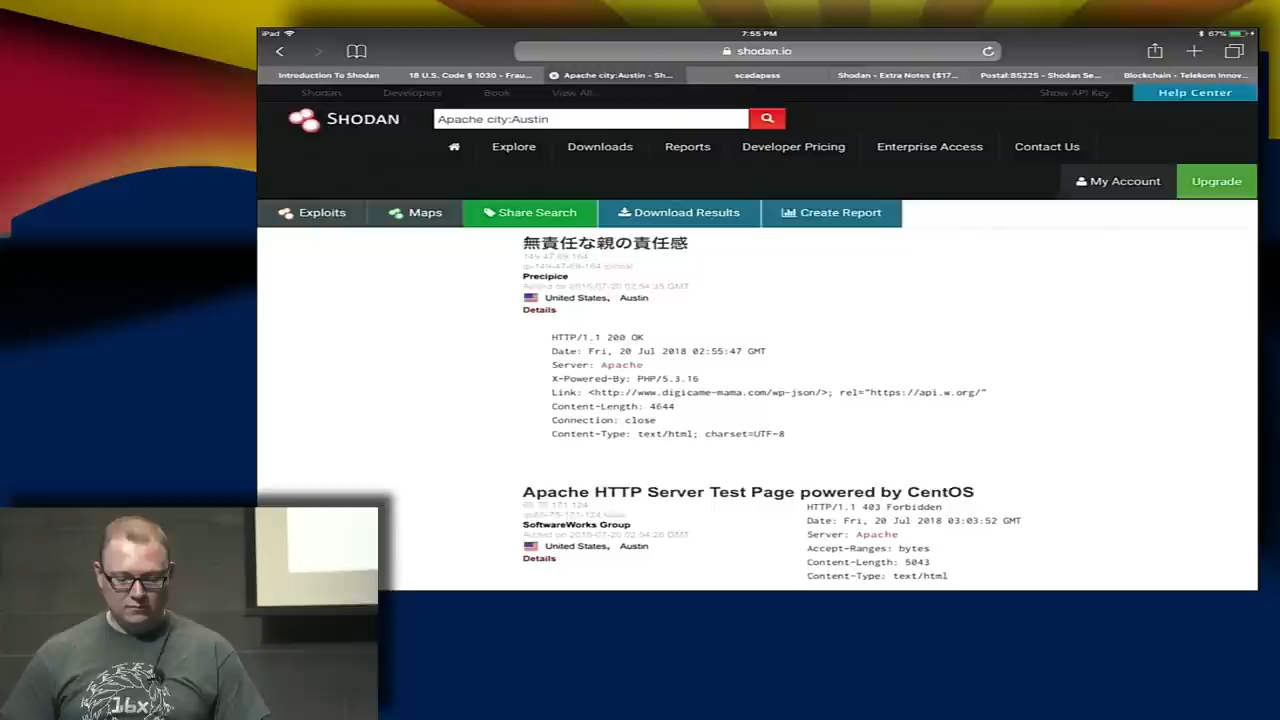 iPad
7:55 PM
67%
shodan.io
Introduction To Shodan
18 U.S. Code § 1030 - Frau...
Apache city:Austin - Sh...
scadapass
Shodan - Extra Notes ($17...
Postal:85225 - Shodan Se...
Blockchain - Telekom Innov...
Shodan
Developers
Book
View All...
Show API Key
Help Center
SHODAN
Apache city:Austin
Explore
Downloads
Reports
Developer Pricing
Enterprise Access
Contact Us
My Account
Upgrade
Exploits
Maps
Share Search
Download Results
Create Report
無責任な親の責任感
149.47.69.164
Precipice
United States, Austin
Details
HTTP/1.1 200 OK
Date: Fri, 20 Jul 2018 02:55:47 GMT
Server: Apache
X-Powered-By: PHP/5.3.16
Link: <http://www.digicame-mama.com/wp-json/>; rel="https://api.w.org/"
Content-Length: 4644
Connection: close
Content-Type: text/html; charset=UTF-8
Apache HTTP Server Test Page powered by CentOS
SoftwareWorks Group
United States, Austin
Details
HTTP/1.1 403 Forbidden
Date: Fri, 20 Jul 2018 03:03:52 GMT
Server: Apache
Accept-Ranges: bytes
Content-Length: 5043
Content-Type: text/html
16x